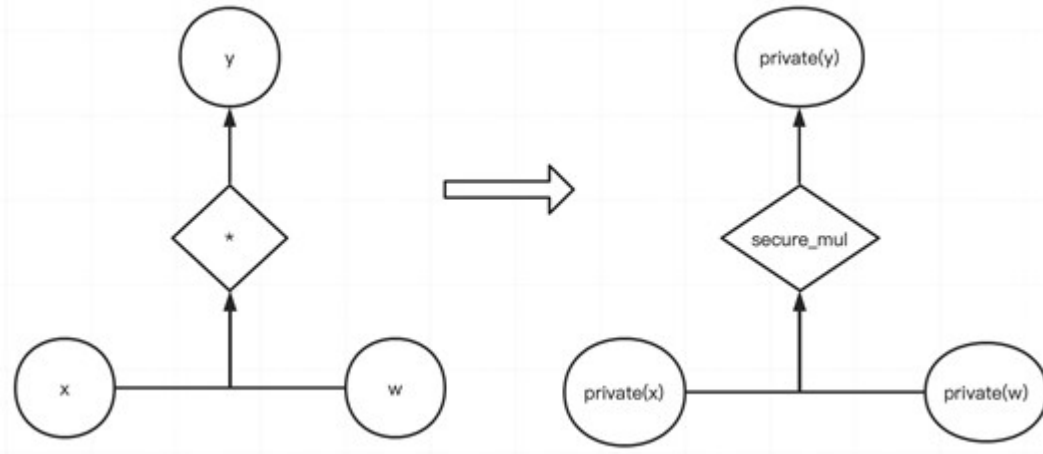 y
private(y)
*
secure_mul
x
w
private(x)
private(w)